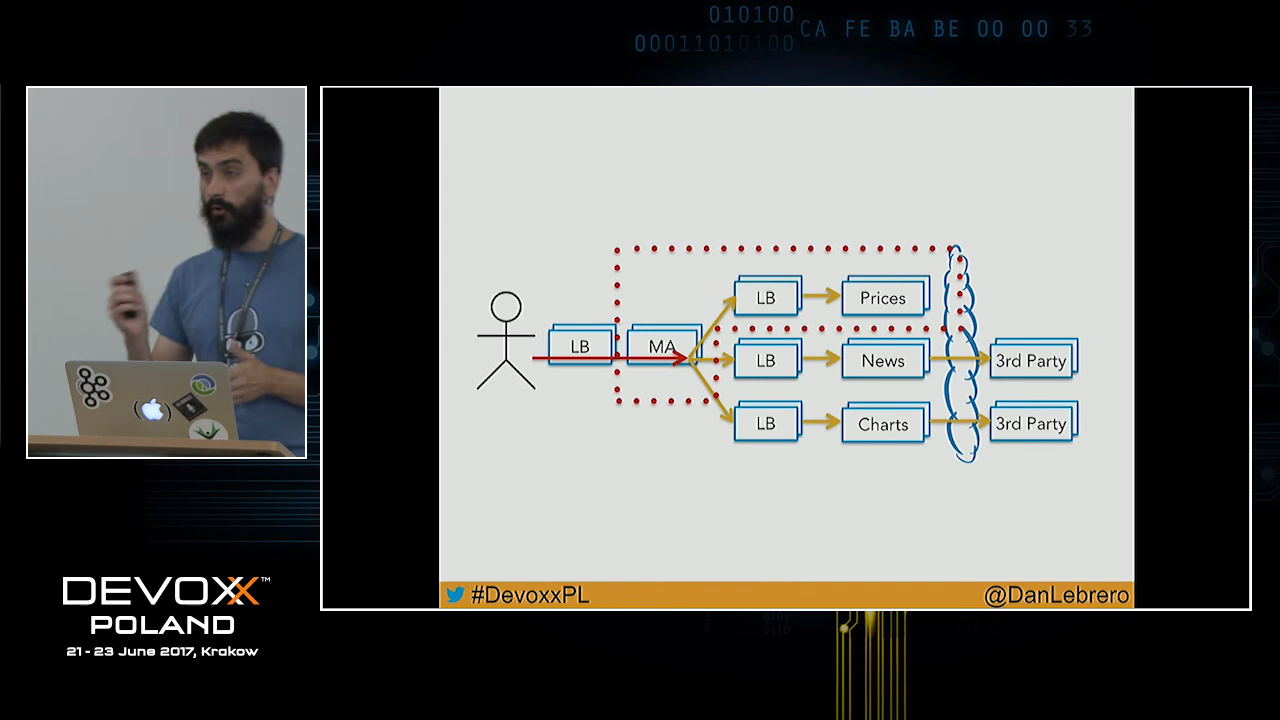 010100
00011010100
CA FE BA BE 00 00 33
LB
Prices
LB
MA
LB
News
3rd Party
LB
Charts
3rd Party
#DevoxxPL
@DanLebrero
DEVOXX™
POLAND
21 - 23 June 2017, Krakow